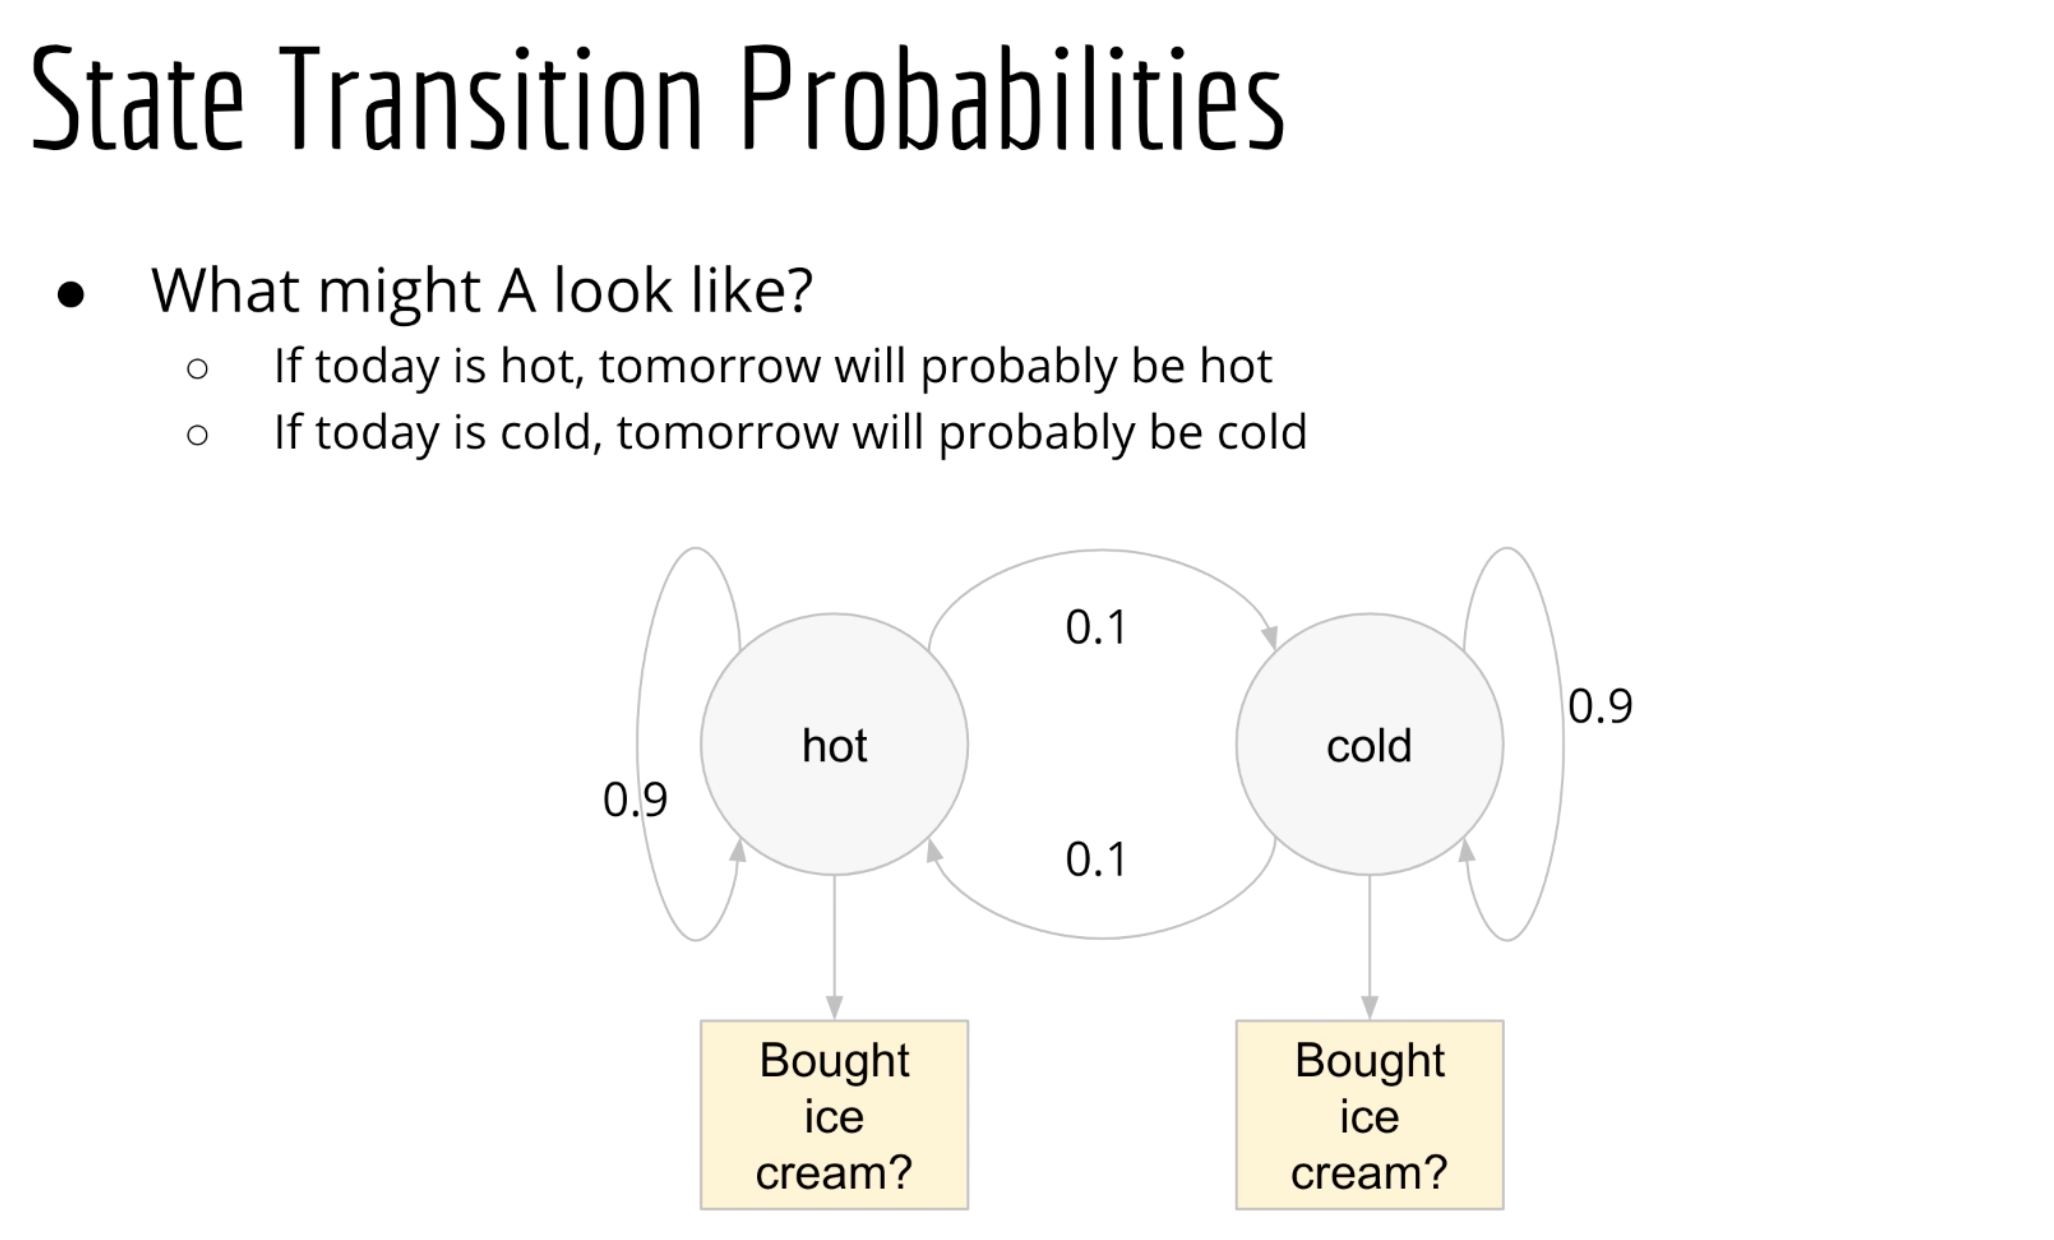 State Transition Probabilities
● What might A look like?
○ If today is hot, tomorrow will probably be hot
○ If today is cold, tomorrow will probably be cold
0.1
0.9
hot
cold
0.9
0.1
Bought
ice
cream?
Bought
ice
cream?